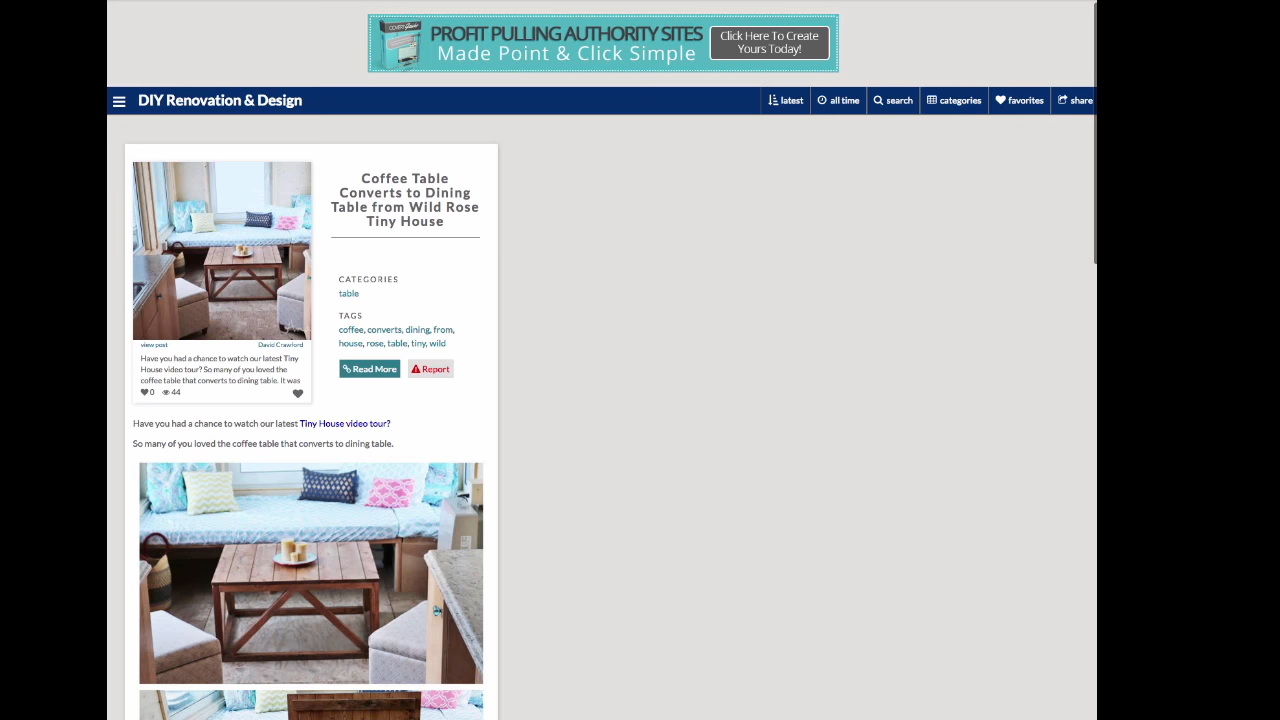 PROFIT PULLING AUTHORITY SITES
Made Point & Click Simple
Click Here To Create
Yours Today!
DIY Renovation & Design
latest
all time
search
categories
favorites
share
Coffee Table
Converts to Dining
Table from Wild Rose
Tiny House
CATEGORIES
table
TAGS
coffee, converts, dining, from,
house, rose, table, tiny, wild
Read More
Report
view post
David Crawford
Have you had a chance to watch our latest Tiny
House video tour? So many of you loved the
coffee table that converts to dining table. It was
0
44
Have you had a chance to watch our latest Tiny House video tour?
So many of you loved the coffee table that converts to dining table.